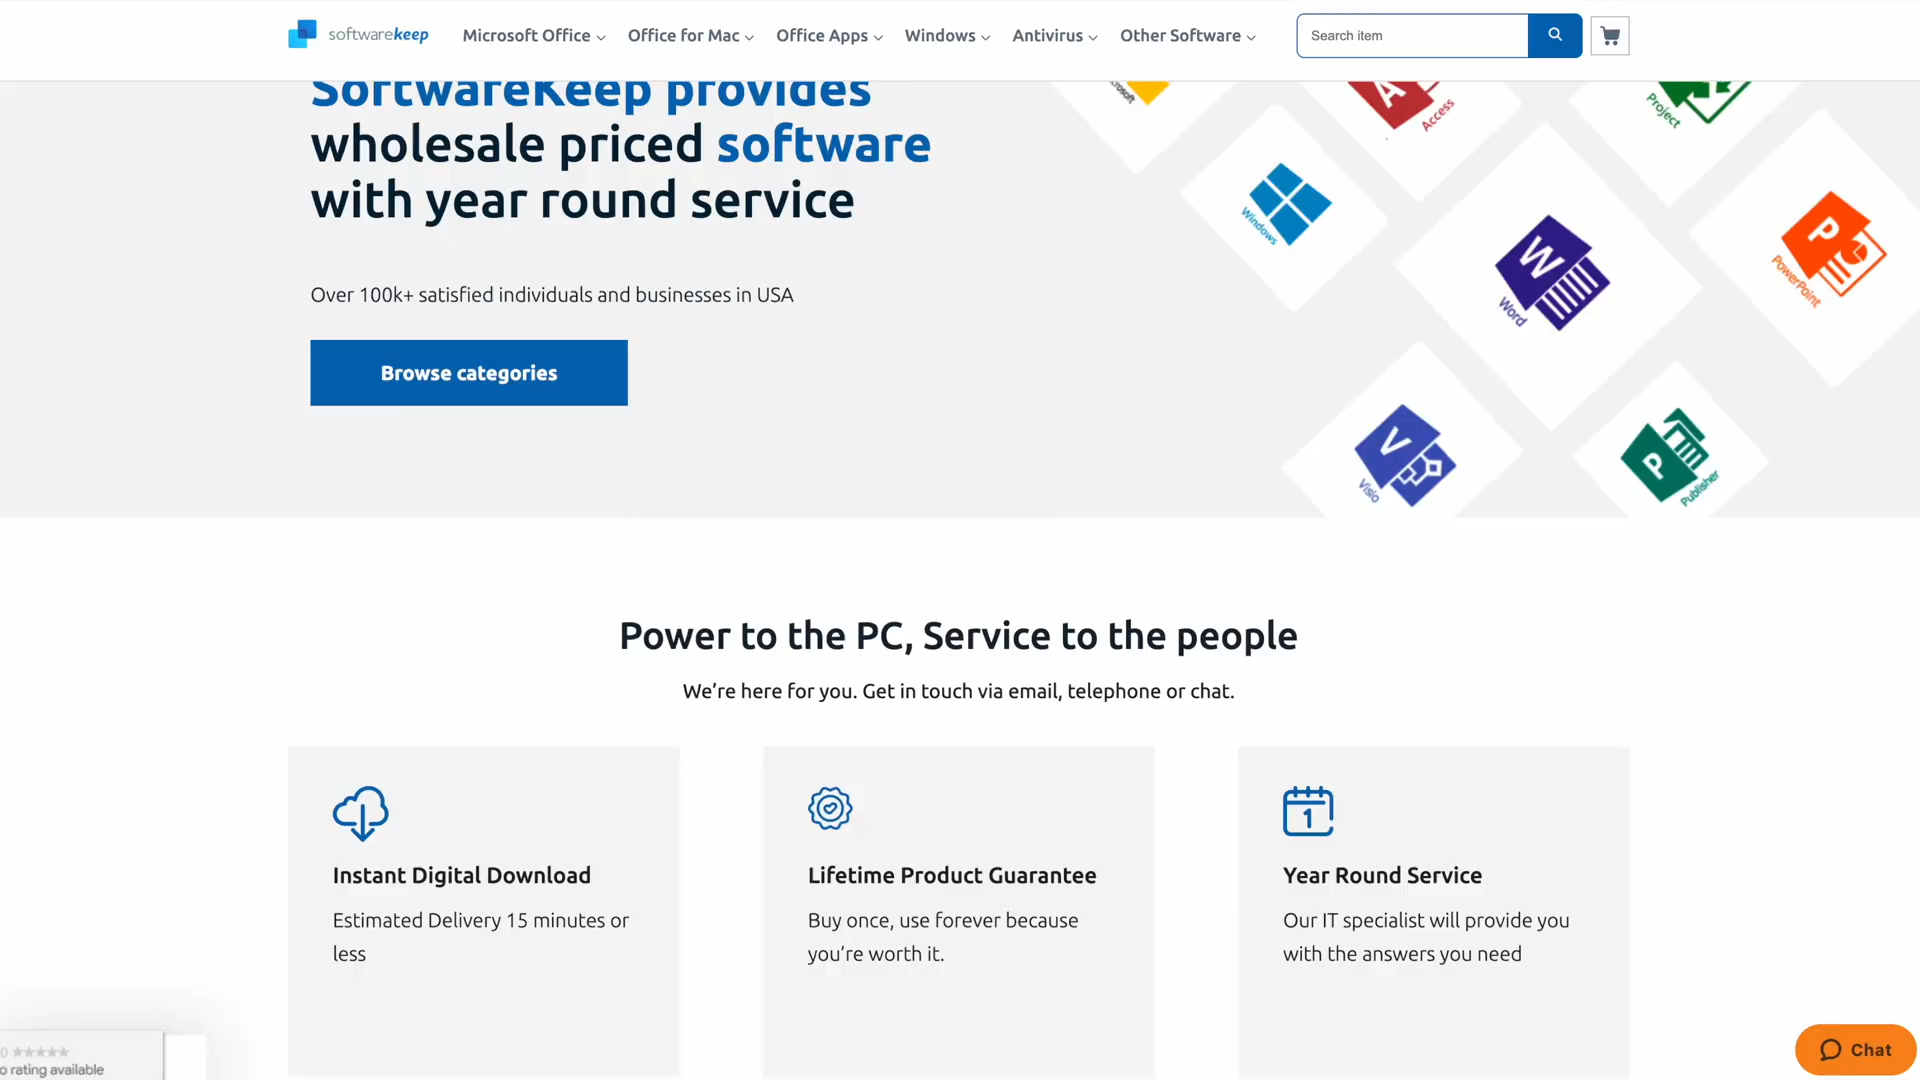 softwarekeep
Microsoft Office
Office for Mac
Office Apps
Windows
Antivirus
Other Software
Search item
SoftwareKeep provides
wholesale priced software
with year round service
Over 100k+ satisfied individuals and businesses in USA
Browse categories
Access
Project
Windows
Word
PowerPoint
Visio
Publisher
Power to the PC, Service to the people
We’re here for you. Get in touch via email, telephone or chat.
1
Instant Digital Download
Estimated Delivery 15 minutes or
less
Lifetime Product Guarantee
Buy once, use forever because
you’re worth it.
Year Round Service
Our IT specialist will provide you
with the answers you need
0
rating available
Chat